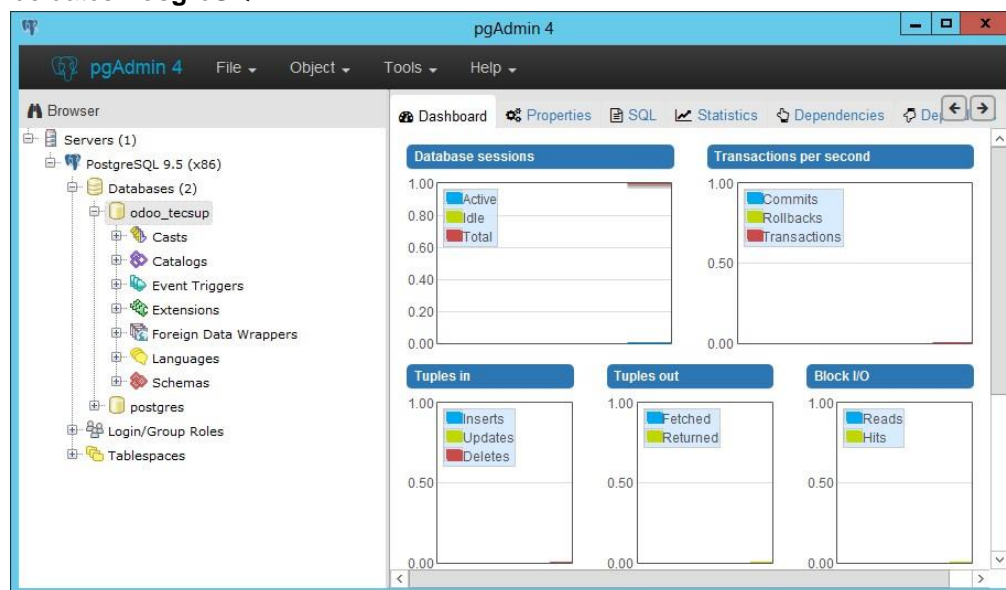 pgAdmin 4
pgAdmin 4 File Object Tools Help
Browser
Dashboard Properties SQL Statistics Dependencies
Servers (1)
PostgreSQL 9.5 (x86)
Databases (2)
odoo_tecsup
Casts
Catalogs
Event Triggers
Extensions
Foreign Data Wrappers
Languages
Schemas
postgres
Login/Group Roles
Tablespaces
Database sessions
1.00
0.80
0.60
0.40
0.20
0.00
Active
Idle
Total
Transactions per second
1.00
0.50
0.00
Commits
Rollbacks
Transactions
Tuples in
1.00
0.50
0.00
Inserts
Updates
Deletes
Tuples out
1.00
0.50
0.00
Fetched
Returned
Block I/O
1.00
0.50
0.00
Reads
Hits